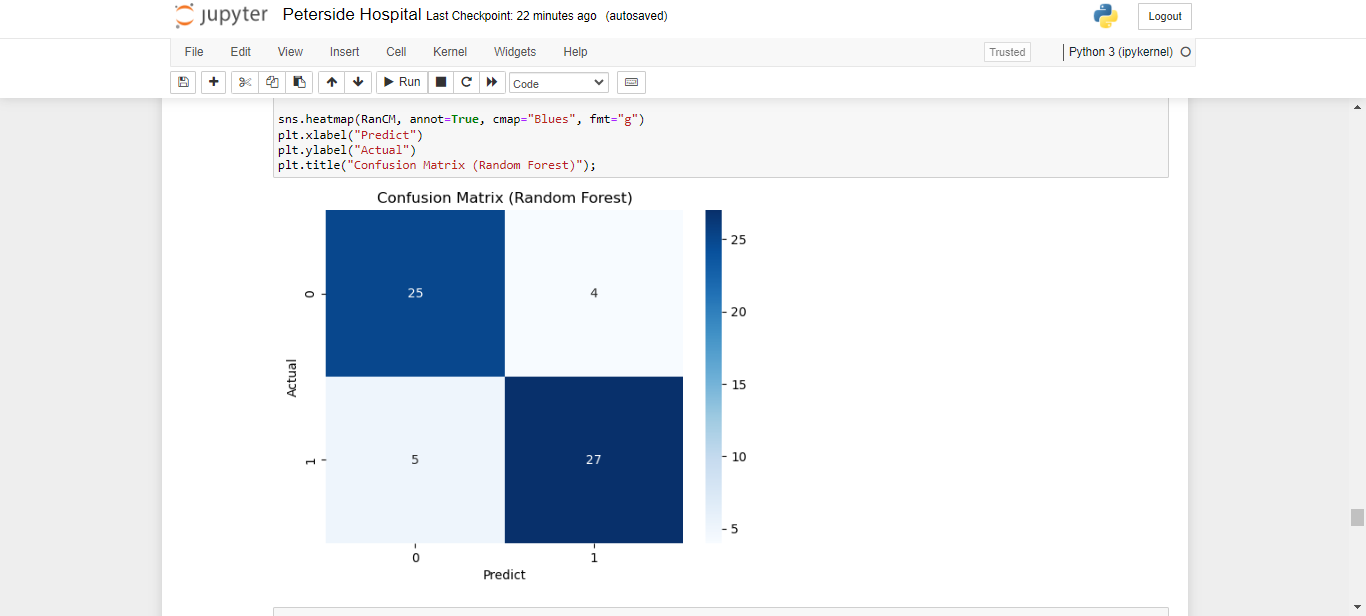 jupyter Peterside Hospital Last Checkpoint: 22 minutes ago (autosaved) Logout
File Edit View Insert Cell Kernel Widgets Help Trusted Python 3 (ipykernel)
Run Code
sns.heatmap(RanCM, annot=True, cmap="Blues", fmt="g")
plt.xlabel("Predict")
plt.ylabel("Actual")
plt.title("Confusion Matrix (Random Forest)");
Confusion Matrix (Random Forest)
25
0 25 4
20
Actual
15
1 5 27
10
5
0 1
Predict